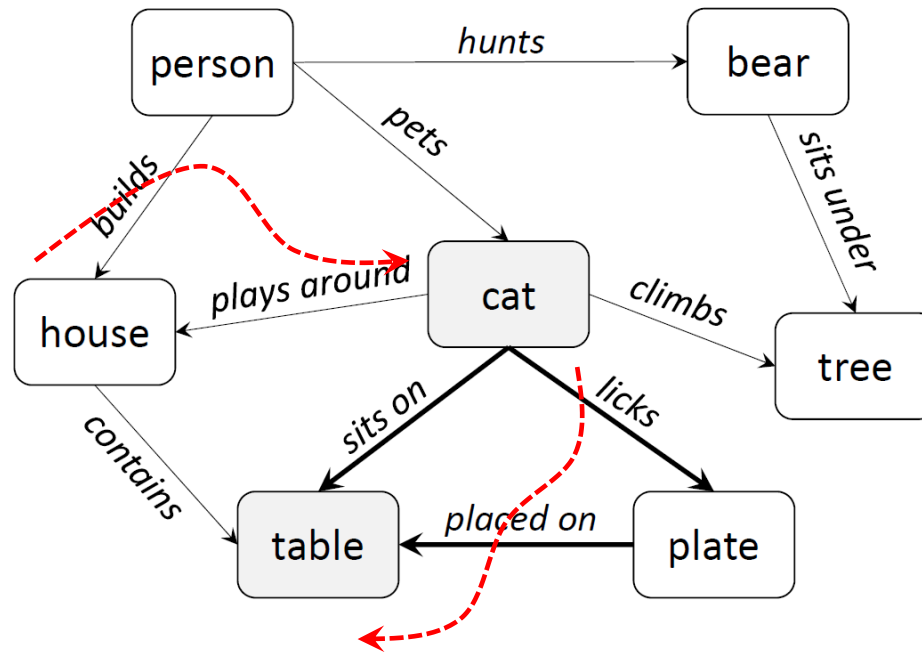 person
hunts
bear
pets
builds
sits under
plays around
cat
climbs
house
tree
sits on
licks
contains
placed on
table
plate